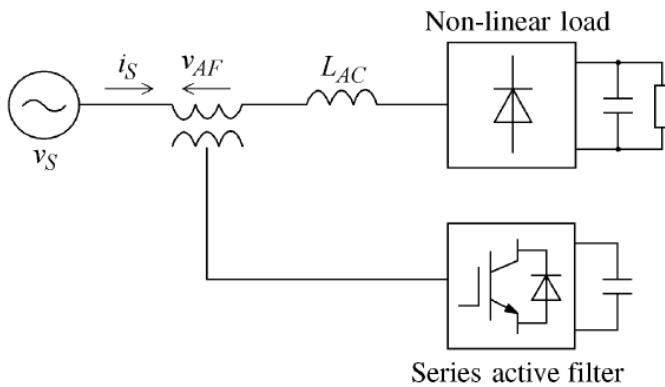 Non-linear load
i_S
v_AF
L_AC
v_S
Series active filter